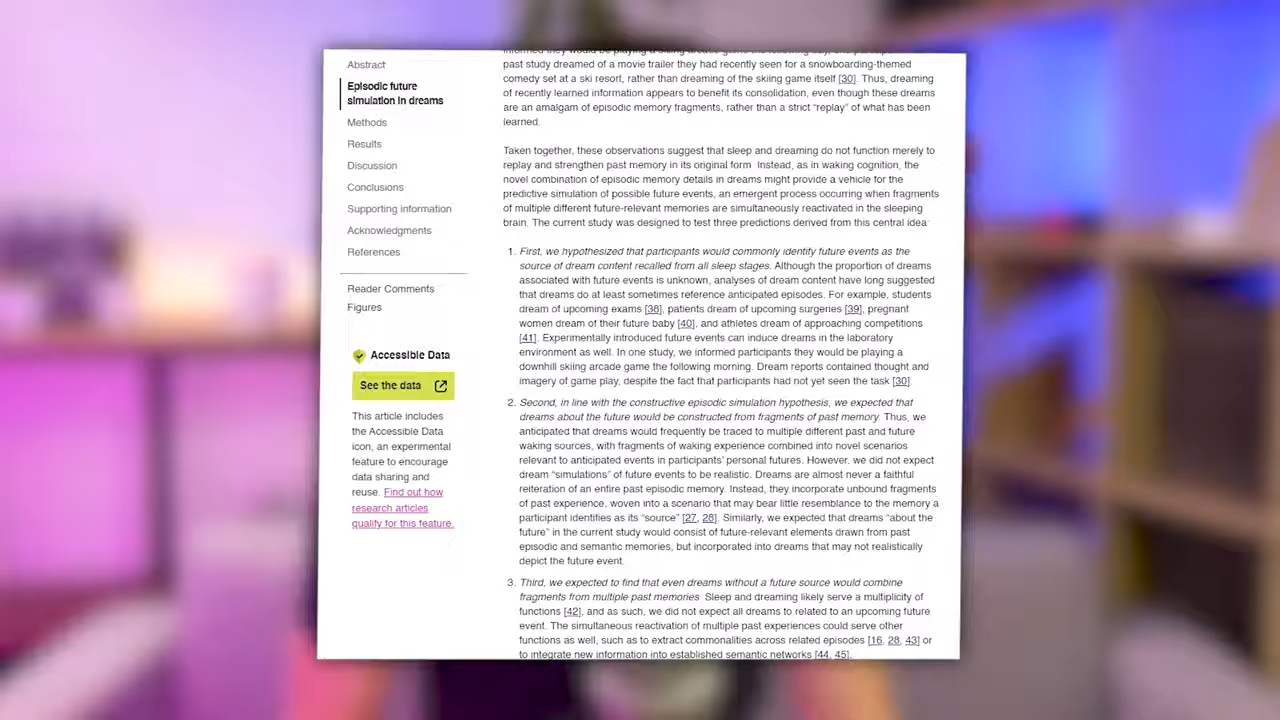 Abstract
Episodic future
simulation in dreams
Methods
Results
Discussion
Conclusions
Supporting information
Acknowledgments
References
Reader Comments
Figures
Accessible Data
See the data
This article includes
the Accessible Data
icon, an experimental
feature to encourage
data sharing and
reuse. Find out how
research articles
qualify for this feature.
past study dreamed of a movie trailer they had recently seen for a snowboarding-themed
comedy set at a ski resort, rather than dreaming of the skiing game itself [30]. Thus, dreaming
of recently learned information appears to benefit its consolidation, even though these dreams
are an amalgam of episodic memory fragments, rather than a strict “replay” of what has been
learned.
Taken together, these observations suggest that sleep and dreaming do not function merely to
replay and strengthen past memory in its original form Instead, as in waking cognition, the
novel combination of episodic memory details in dreams might provide a vehicle for the
predictive simulation of possible future events, an emergent process occurring when fragments
of multiple different future-relevant memories are simultaneously reactivated in the sleeping
brain. The current study was designed to test three predictions derived from this central idea
1. First, we hypothesized that participants would commonly identify future events as the
source of dream content recalled from all sleep stages. Although the proportion of dreams
associated with future events is unknown, analyses of dream content have long suggested
that dreams do at least sometimes reference anticipated episodes. For example, students
dream of upcoming exams [38], patients dream of upcoming surgeries [39], pregnant
women dream of their future baby [40], and athletes dream of approaching competitions
[41]. Experimentally introduced future events can induce dreams in the laboratory
environment as well. In one study, we informed participants they would be playing a
downhill skiing arcade game the following morning. Dream reports contained thought and
imagery of game play, despite the fact that participants had not yet seen the task [30].
2. Second, in line with the constructive episodic simulation hypothesis, we expected that
dreams about the future would be constructed from fragments of past memory. Thus, we
anticipated that dreams would frequently be traced to multiple different past and future
waking sources, with fragments of waking experience combined into novel scenarios
relevant to anticipated events in participants’ personal futures. However, we did not expect
dream “simulations” of future events to be realistic. Dreams are almost never a faithful
reiteration of an entire past episodic memory. Instead, they incorporate unbound fragments
of past experience, woven into a scenario that may bear little resemblance to the memory a
participant identifies as its “source” [27, 28]. Similarly, we expected that dreams “about the
future” in the current study would consist of future-relevant elements drawn from past
episodic and semantic memories, but incorporated into dreams that may not realistically
depict the future event.
3. Third, we expected to find that even dreams without a future source would combine
fragments from multiple past memories Sleep and dreaming likely serve a multiplicity of
functions [42], and as such, we did not expect all dreams to related to an upcoming future
event. The simultaneous reactivation of multiple past experiences could serve other
functions as well, such as to extract commonalities across related episodes [16, 28, 43] or
to integrate new information into established semantic networks [44, 45].